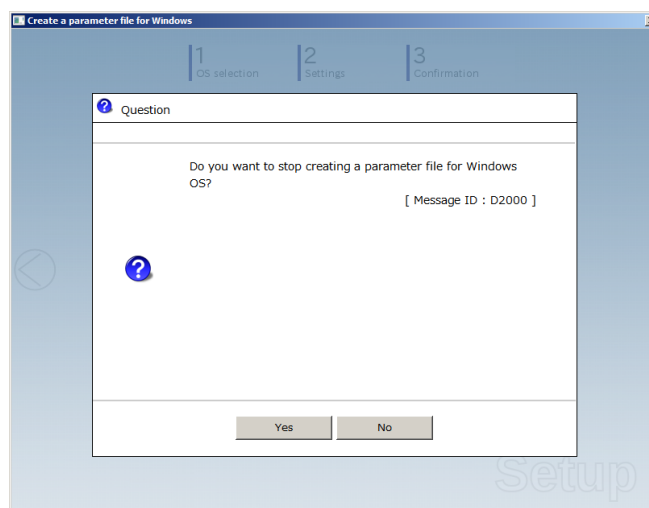 Create a parameter file for Windows
1
OS selection
2
Settings
3
Confirmation
Question
Do you want to stop creating a parameter file for Windows
OS?
[ Message ID : D2000 ]
Yes
No
Setup